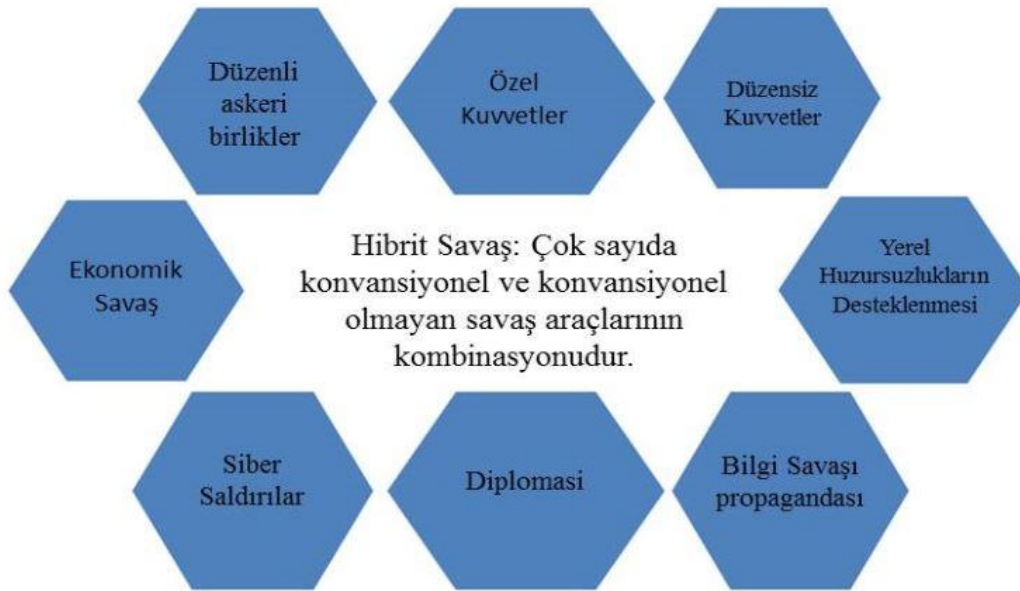 Düzenli
askeri
birlikler
Özel
Kuvvetler
Düzensiz
Kuvvetler
Ekonomik
Savaş
Hibrit Savaş: Çok sayıda
konvansiyonel ve konvansiyonel
olmayan savaş araçlarının
kombinasyonudur.
Yerel
Huzursuzlukların
Desteklenmesi
Siber
Saldırılar
Diplomasi
Bilgi Savaşı
propagandası